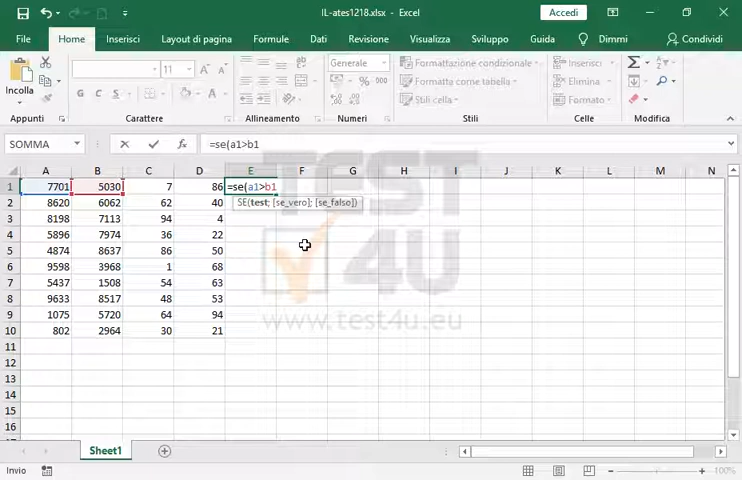 IL-ates1218.xlsx - Excel
Accedi
File Home Inserisci Layout di pagina Formule Dati Revisione Visualizza Sviluppo Guida Dimmi Condividi
Incolla
11
G C S
Generale
% 000
Formattazione condizionale
Formatta come tabella
Stili cella
Inserisci
Elimina
Formato
Appunti Carattere Allineamento Numeri Stili Celle Modifica
SOMMA =se(a1>b1
A B C D E F G H I J K L M N
1 7701 5030 7 86 =se(a1>b1
2 8620 6062 62 40 SE(test; [se_vero]; [se_falso])
3 8198 7113 94 4
4 5896 7974 36 22
5 4874 8637 86 50
6 9598 3968 1 68
7 5437 1508 54 63
8 9633 8517 48 53
9 1075 5720 64 94
10 802 2964 30 21
11
12
13
14
15
16
TEST
4U
www.test4u.eu
Sheet1
Invio 100%